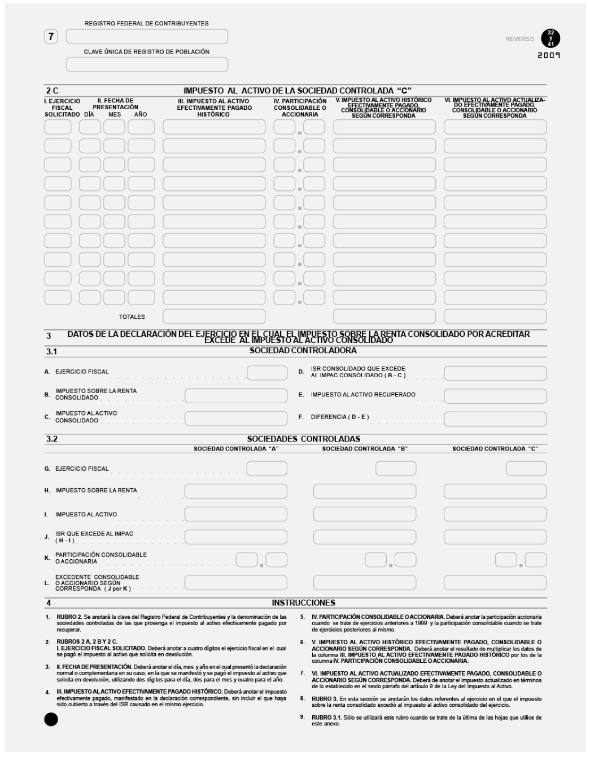 REGISTRO FEDERAL DE CONTRIBUYENTES
7
REVERSO
32 y 41
CLAVE ÚNICA DE REGISTRO DE POBLACIÓN
2009
2 C IMPUESTO AL ACTIVO DE LA SOCIEDAD CONTROLADA "C"
I. EJERCICIO FISCAL SOLICITADO
II. FECHA DE PRESENTACIÓN
DÍA MES AÑO
III. IMPUESTO AL ACTIVO EFECTIVAMENTE PAGADO HISTÓRICO
IV. PARTICIPACIÓN CONSOLIDABLE O ACCIONARIA
V. IMPUESTO AL ACTIVO HISTÓRICO EFECTIVAMENTE PAGADO, CONSOLIDABLE O ACCIONARIO SEGÚN CORRESPONDA
VI. IMPUESTO AL ACTIVO ACTUALIZA-DO EFECTIVAMENTE PAGADO, CONSOLIDABLE O ACCIONARIO SEGÚN CORRESPONDA
TOTALES
3 DATOS DE LA DECLARACIÓN DEL EJERCICIO EN EL CUAL EL IMPUESTO SOBRE LA RENTA CONSOLIDADO POR ACREDITAR
EXCEDE AL IMPUESTO AL ACTIVO CONSOLIDADO
3.1 SOCIEDAD CONTROLADORA
A. EJERCICIO FISCAL
D. ISR CONSOLIDADO QUE EXCEDE
AL IMPAC CONSOLIDADO ( B - C )
B. IMPUESTO SOBRE LA RENTA
CONSOLIDADO
E. IMPUESTO AL ACTIVO RECUPERADO
C. IMPUESTO AL ACTIVO
CONSOLIDADO
F. DIFERENCIA ( D - E )
3.2 SOCIEDADES CONTROLADAS
SOCIEDAD CONTROLADA "A" SOCIEDAD CONTROLADA "B" SOCIEDAD CONTROLADA "C"
G. EJERCICIO FISCAL
H. IMPUESTO SOBRE LA RENTA
I. IMPUESTO AL ACTIVO
J. ISR QUE EXCEDE AL IMPAC
( H - I )
K. PARTICIPACIÓN CONSOLIDABLE
O ACCIONARIA
L. EXCEDENTE CONSOLIDABLE
O ACCIONARIO SEGÚN
CORRESPONDA ( J por K )
4 INSTRUCCIONES
1. RUBRO 2. Se anotará la clave del Registro Federal de Contribuyentes y la denominación de las
sociedades controladas de las que provenga el impuesto al activo efectivamente pagado por
recuperar.
2. RUBROS 2 A, 2 B Y 2 C.
I. EJERCICIO FISCAL SOLICITADO. Deberá anotar a cuatro dígitos el ejercicio fiscal en el cual
se pagó el impuesto al activo que solicita en devolución.
3. II. FECHA DE PRESENTACIÓN. Deberá anotar el día, mes y año en el cual presentó la declaración
normal o complementaria en su caso, en la que se manifestó y se pagó el impuesto al activo que
solicita en devolución, utilizando dos dígitos para el día, dos para el mes y cuatro para el año.
4. III. IMPUESTO AL ACTIVO EFECTIVAMENTE PAGADO HISTÓRICO. Deberá anotar el impuesto
efectivamente pagado, manifestado en la declaración correspondiente, sin incluir el que haya
sido cubierto a través del ISR causado en el mismo ejercicio.
5. IV. PARTICIPACIÓN CONSOLIDABLE O ACCIONARIA. Deberá anotar la participación accionaria
cuando se trate de ejercicios anteriores a 1999 y la participación consolidable cuando se trate
de ejercicios posteriores al mismo.
6. V. IMPUESTO AL ACTIVO HISTÓRICO EFECTIVAMENTE PAGADO, CONSOLIDABLE O
ACCIONARIO SEGÚN CORRESPONDA. Deberá anotar el resultado de multiplicar los datos de
la columna III. IMPUESTO AL ACTIVO EFECTIVAMENTE PAGADO HISTÓRICO por los de la
columna IV. PARTICIPACIÓN CONSOLIDABLE O ACCIONARIA.
7. VI. IMPUESTO AL ACTIVO ACTUALIZADO EFECTIVAMENTE PAGADO, CONSOLIDABLE O
ACCIONARIO SEGÚN CORRESPONDA. Deberá anotar el impuesto actualizado en términos
de lo establecido en el sexto párrafo del artículo 9 de la Ley del Impuesto al Activo.
8. RUBRO 3. En esta sección se anotarán los datos referentes al ejercicio en el que el impuesto
sobre la renta consolidado excedió al impuesto al activo consolidado del ejercicio.
9. RUBRO 3.1. Sólo se utilizará este rubro cuando se trate de la última de las hojas que utilice de
este anexo.